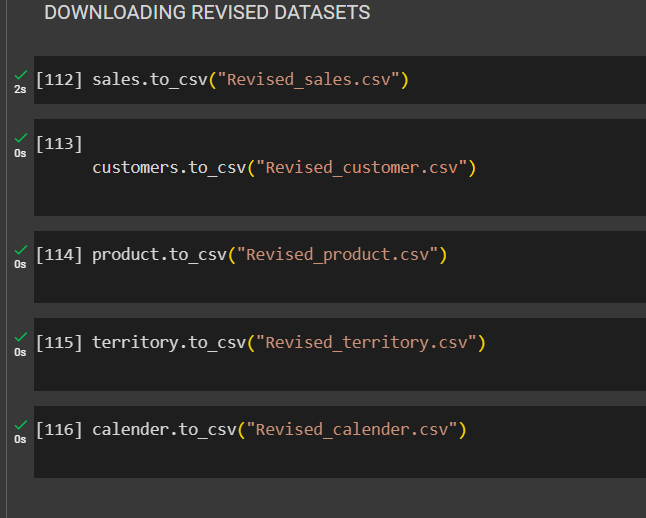 DOWNLOADING REVISED DATASETS
[112] sales.to_csv("Revised_sales.csv")
2s
[113]
0s
customers.to_csv("Revised_customer.csv")
[114] product.to_csv("Revised_product.csv")
0s
[115] territory.to_csv("Revised_territory.csv")
0s
[116] calender.to_csv("Revised_calender.csv")
0s